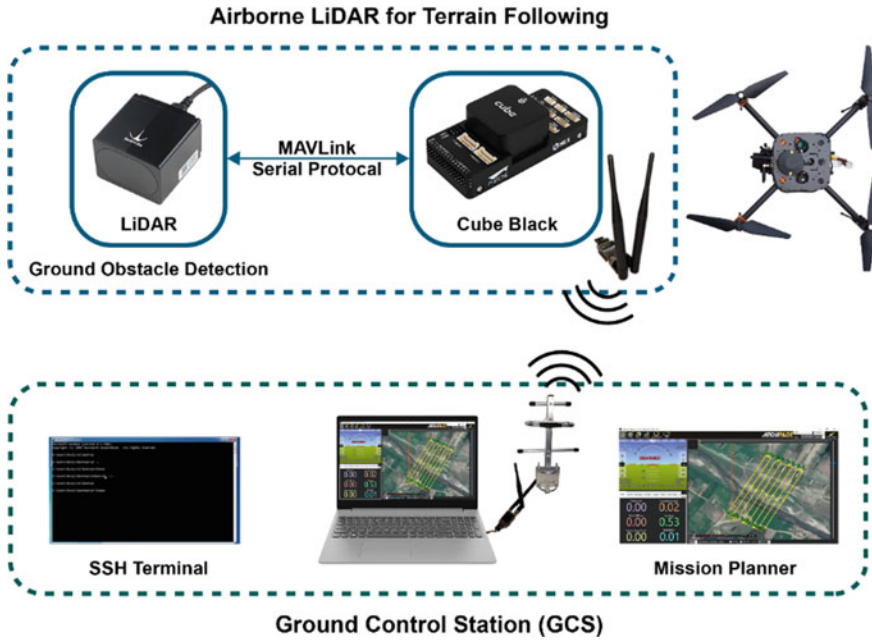 Airborne LiDAR for Terrain Following
MAVLink
Serial Protocal
cube
LiDAR
Cube Black
Ground Obstacle Detection
0.00 0.02
0.00 0.53
0.00 0.01
SSH Terminal
Mission Planner
Ground Control Station (GCS)